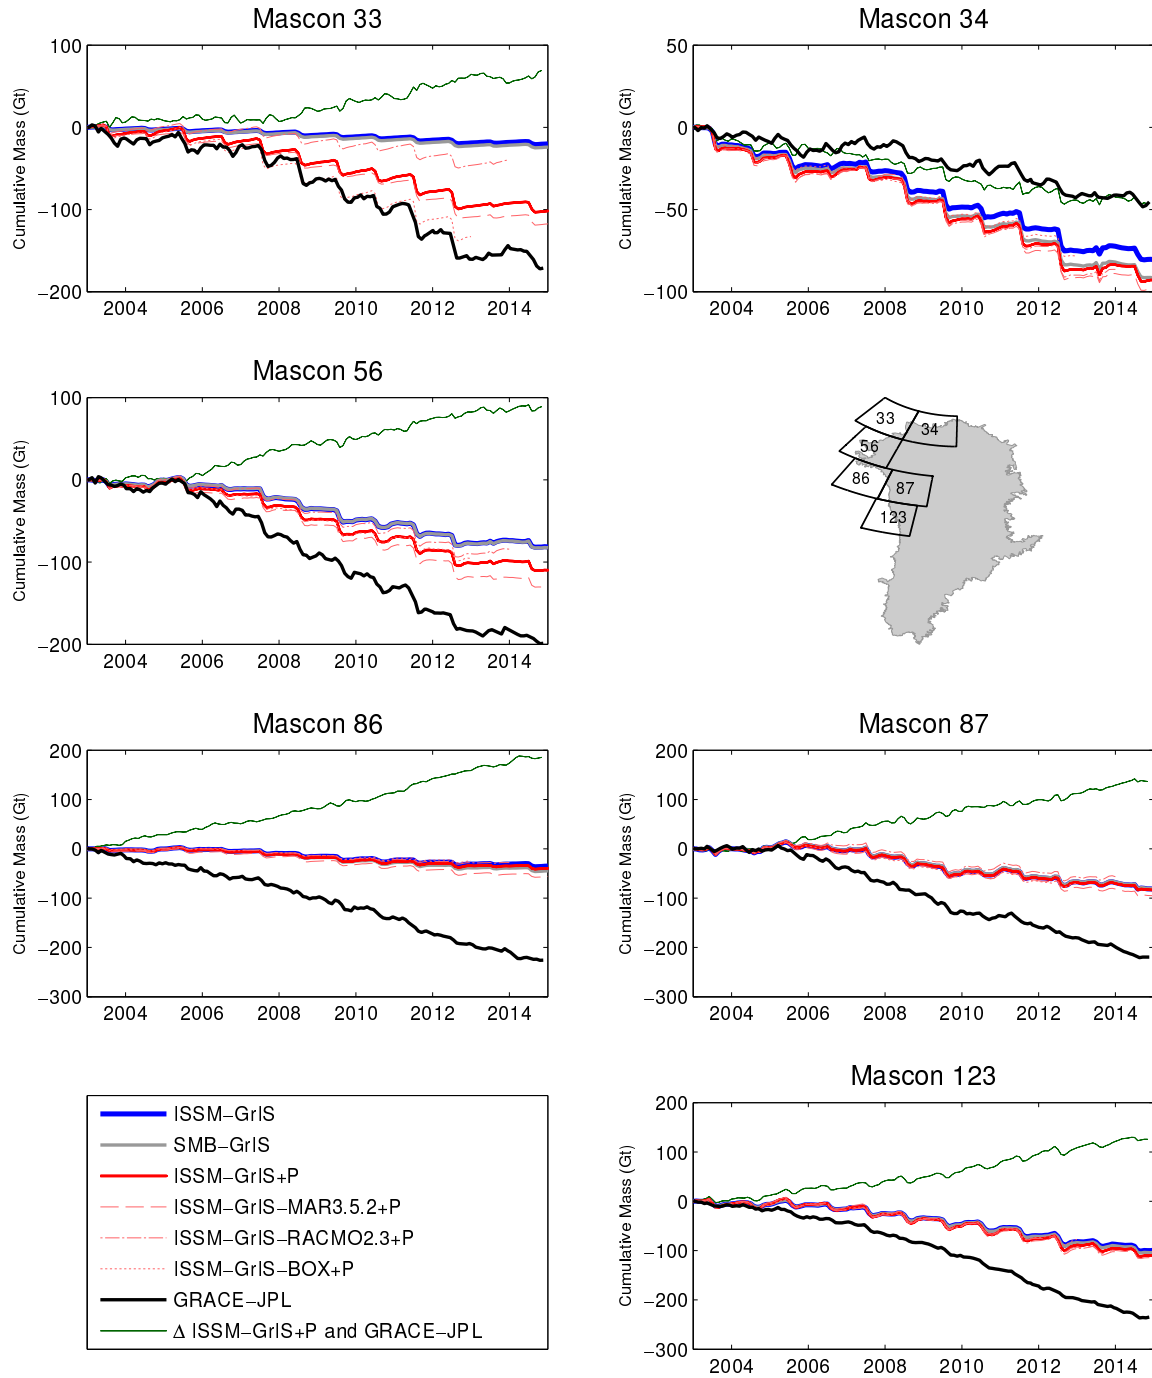 Mascon 33
Cumulative Mass (Gt)
100
0
−100
−200
2004 2006 2008 2010 2012 2014
Mascon 34
Cumulative Mass (Gt)
50
0
−50
−100
2004 2006 2008 2010 2012 2014
Mascon 56
Cumulative Mass (Gt)
100
0
−100
−200
2004 2006 2008 2010 2012 2014
33
34
56
86
87
123
Mascon 86
Cumulative Mass (Gt)
200
100
0
−100
−200
−300
2004 2006 2008 2010 2012 2014
Mascon 87
Cumulative Mass (Gt)
200
100
0
−100
−200
−300
2004 2006 2008 2010 2012 2014
ISSM−GrIS
SMB−GrIS
ISSM−GrIS+P
ISSM−GrIS−MAR3.5.2+P
ISSM−GrIS−RACMO2.3+P
ISSM−GrIS−BOX+P
GRACE−JPL
Δ ISSM−GrIS+P and GRACE−JPL
Mascon 123
Cumulative Mass (Gt)
200
100
0
−100
−200
−300
2004 2006 2008 2010 2012 2014